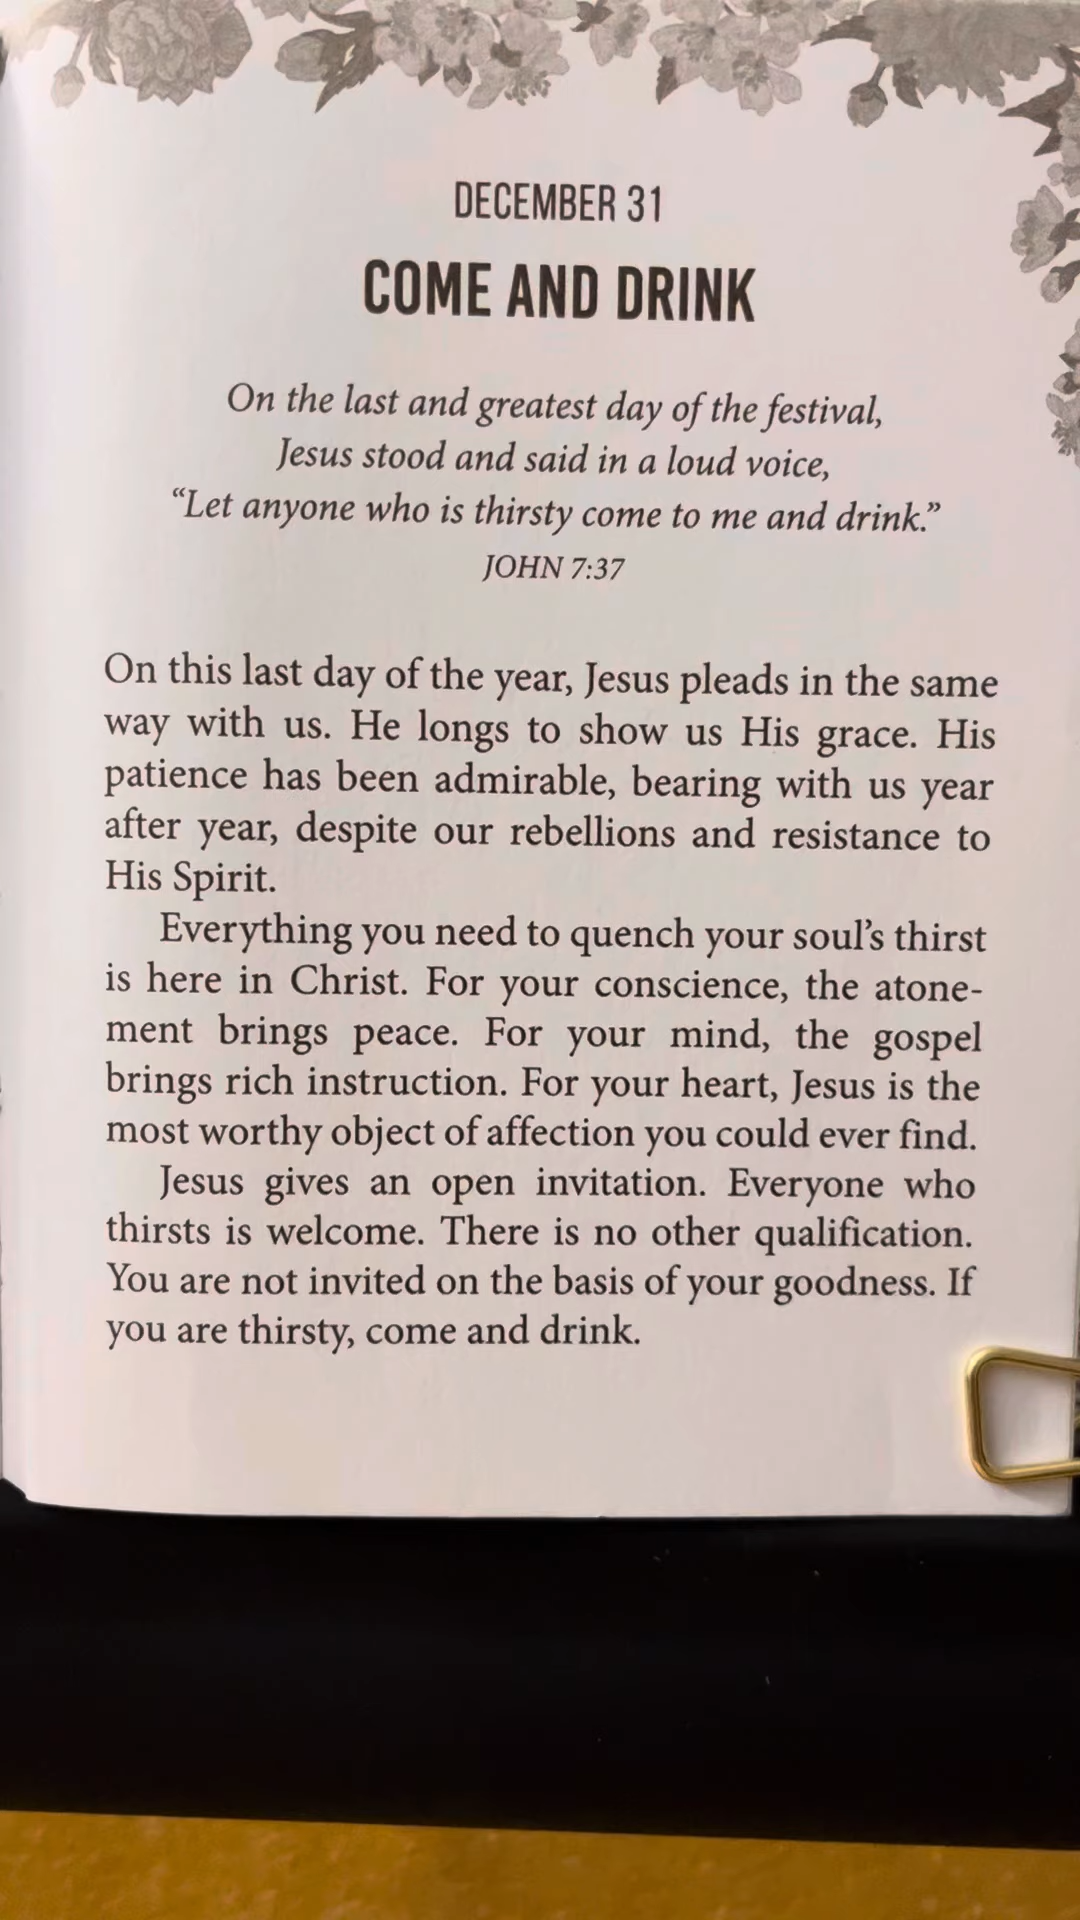 DECEMBER 31
COME AND DRINK
On the last and greatest day of the festival,
Jesus stood and said in a loud voice,
“Let anyone who is thirsty come to me and drink.”
JOHN 7:37
On this last day of the year, Jesus pleads in the same
way with us. He longs to show us His grace. His
patience has been admirable, bearing with us year
after year, despite our rebellions and resistance to
His Spirit.
Everything you need to quench your soul’s thirst
is here in Christ. For your conscience, the atone-
ment brings peace. For your mind, the gospel
brings rich instruction. For your heart, Jesus is the
most worthy object of affection you could ever find.
Jesus gives an open invitation. Everyone who
thirsts is welcome. There is no other qualification.
You are not invited on the basis of your goodness. If
you are thirsty, come and drink.